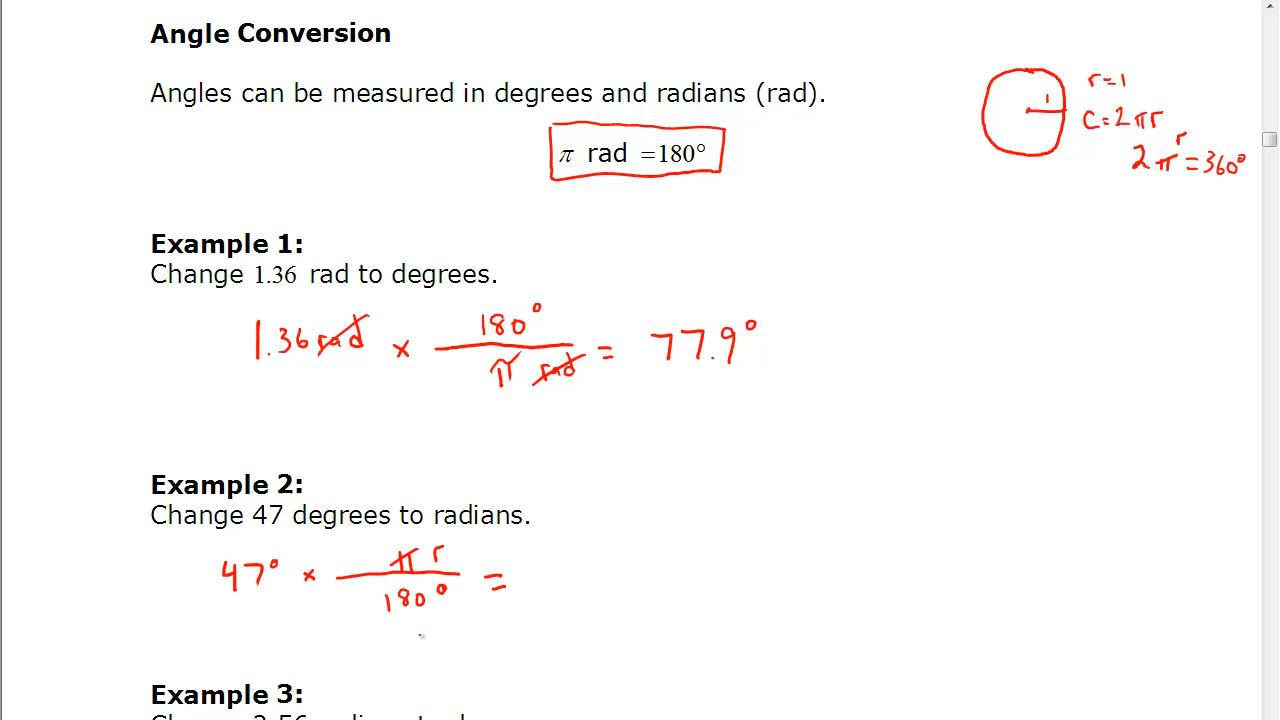 Angle Conversion
Angles can be measured in degrees and radians (rad).
π rad =180°
1
r=1
C=2πr
2π^r=360°
Example 1:
Change 1.36 rad to degrees.
1.36 rad × 180° / π rad = 77.9°
Example 2:
Change 47 degrees to radians.
47° × π r / 180° =
Example 3: